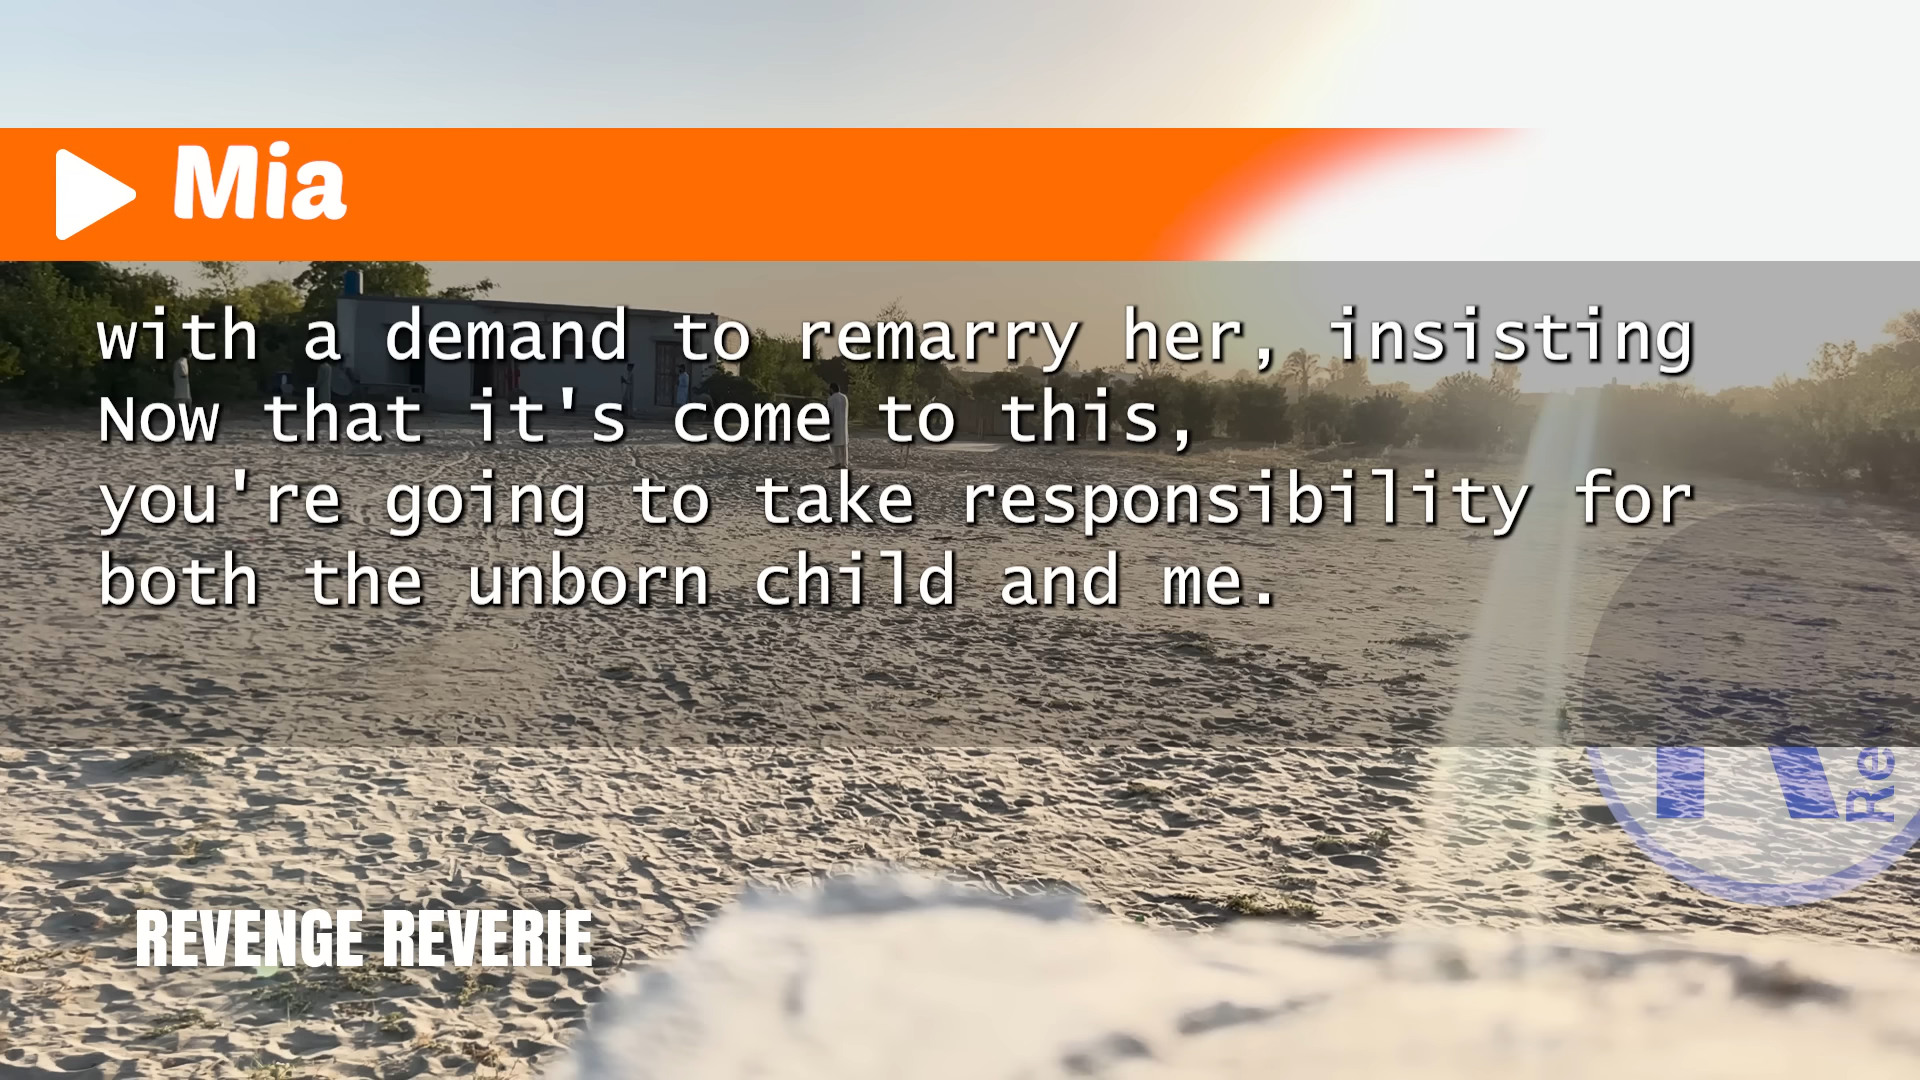 Mia
with a demand to remarry her, insisting
Now that it's come to this,
you're going to take responsibility for
both the unborn child and me.
Re
REVENGE REVERIE